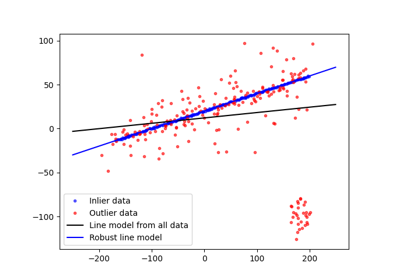 100
50
0
−50
−100
Inlier data
Outlier data
Line model from all data
Robust line model
−200 −100 0 100 200